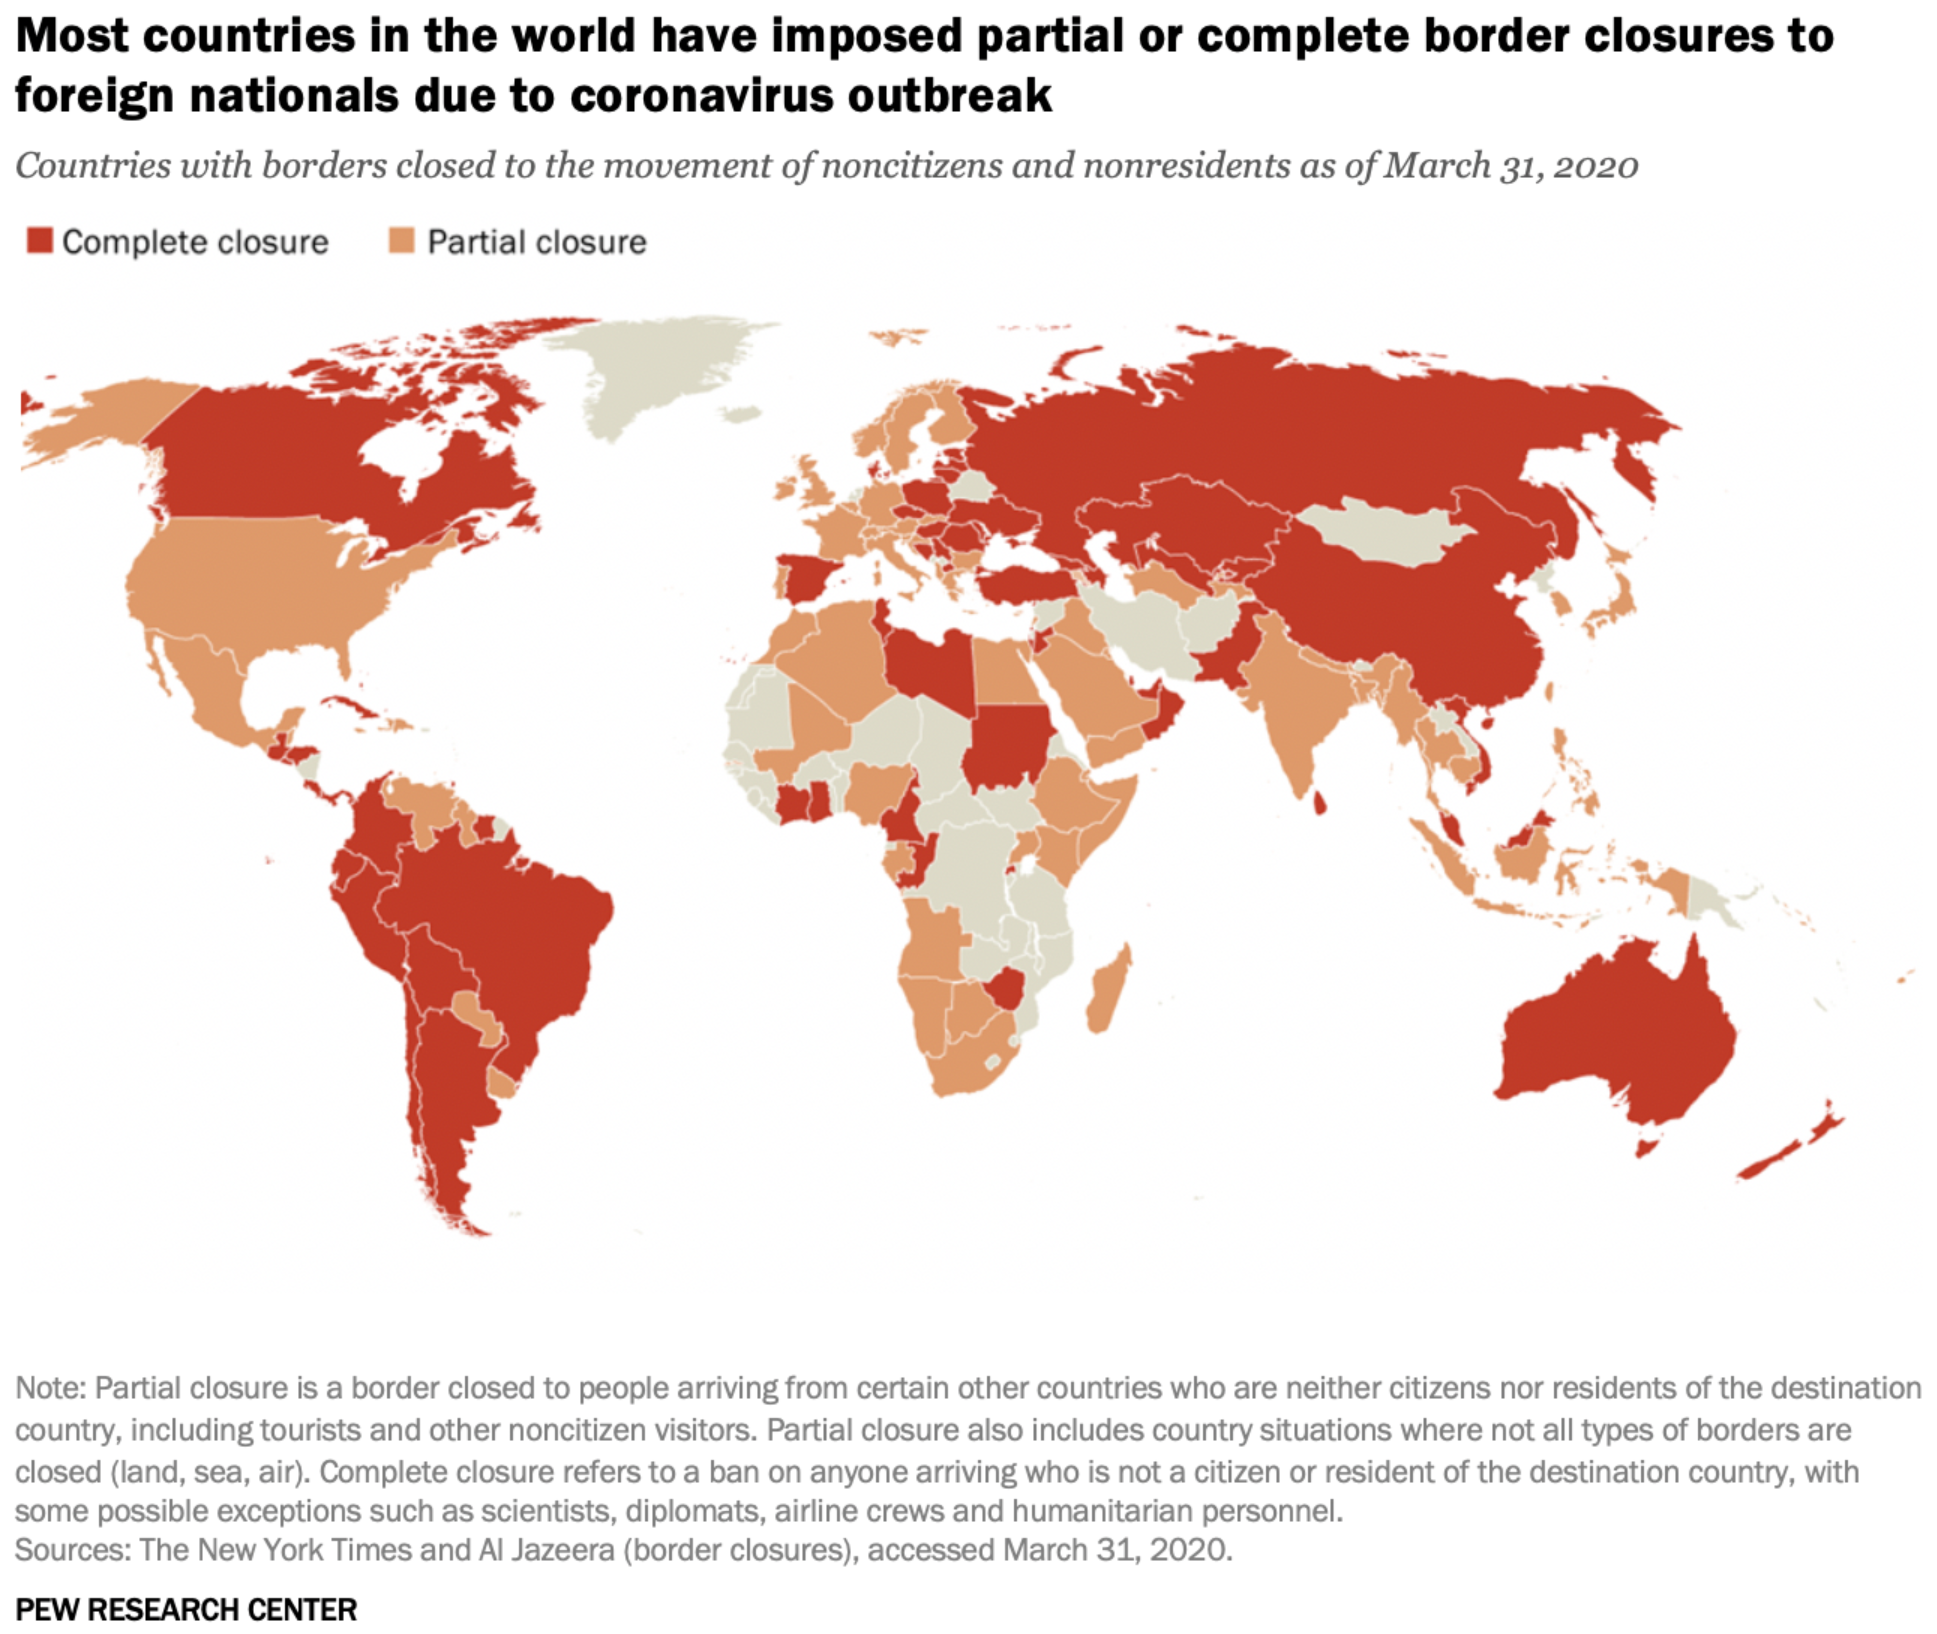 Most countries in the world have imposed partial or complete border closures to
foreign nationals due to coronavirus outbreak
Countries with borders closed to the movement of noncitizens and nonresidents as of March 31, 2020
Complete closure Partial closure
Note: Partial closure is a border closed to people arriving from certain other countries who are neither citizens nor residents of the destination
country, including tourists and other noncitizen visitors. Partial closure also includes country situations where not all types of borders are
closed (land, sea, air). Complete closure refers to a ban on anyone arriving who is not a citizen or resident of the destination country, with
some possible exceptions such as scientists, diplomats, airline crews and humanitarian personnel.
Sources: The New York Times and Al Jazeera (border closures), accessed March 31, 2020.
PEW RESEARCH CENTER